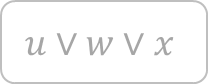 u ∨ w ∨ x